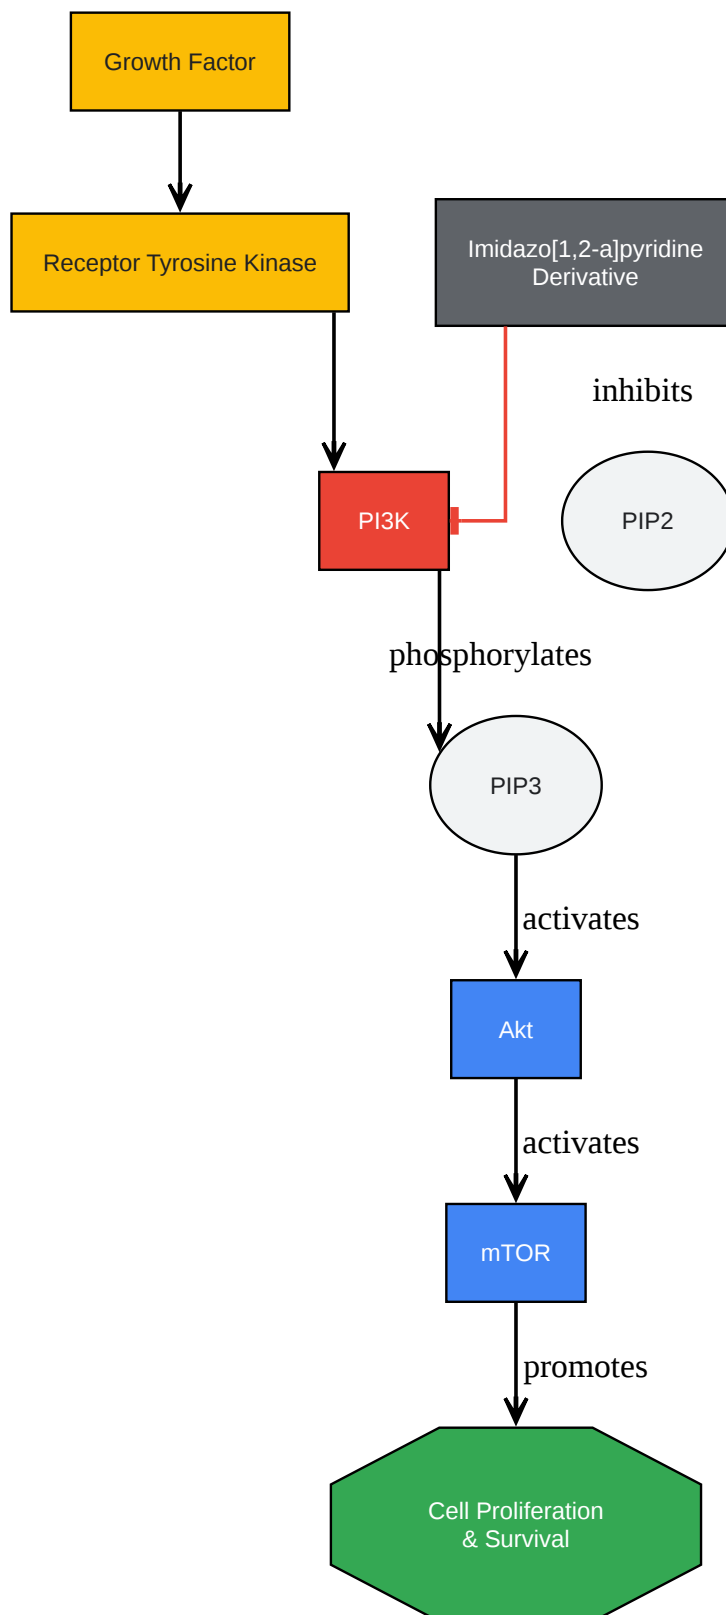 Growth Factor
Receptor Tyrosine Kinase
Imidazo[1,2-a]pyridine
Derivative
inhibits
PI3K
PIP2
phosphorylates
PIP3
activates
Akt
activates
mTOR
promotes
Cell Proliferation
& Survival